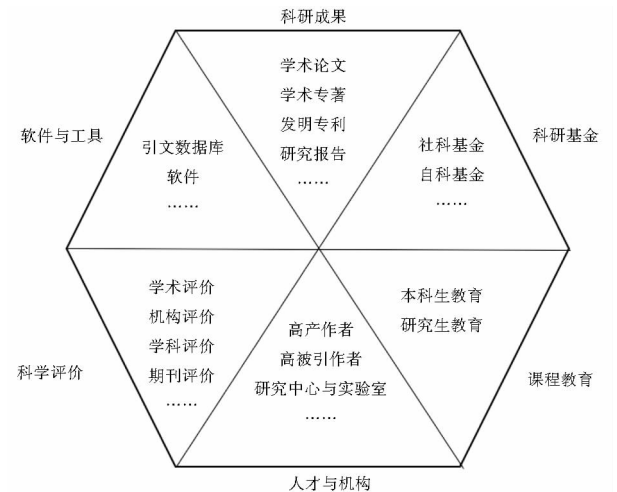 科研成果
学术论文
学术专著
发明专利
研究报告
……
软件与工具
引文数据库
软件
……
科研基金
社科基金
自科基金
……
科学评价
学术评价
机构评价
学科评价
期刊评价
……
高产作者
高被引作者
研究中心与实验室
……
人才与机构
本科生教育
研究生教育
课程教育